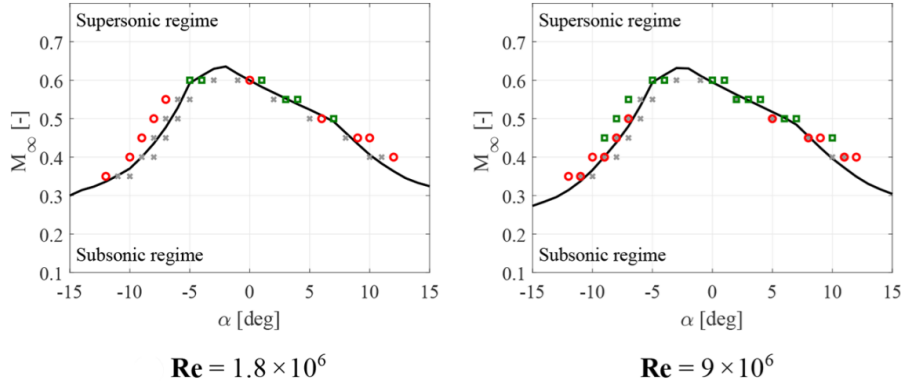 Supersonic regime
0.7
0.6
0.5
0.4
0.3
0.2
0.1
M∞ [-]
Subsonic regime
-15 -10 -5 0 5 10 15
α [deg]
Re = 1.8 × 10⁶
Supersonic regime
0.7
0.6
0.5
0.4
0.3
0.2
0.1
M∞ [-]
Subsonic regime
-15 -10 -5 0 5 10 15
α [deg]
Re = 9 × 10⁶